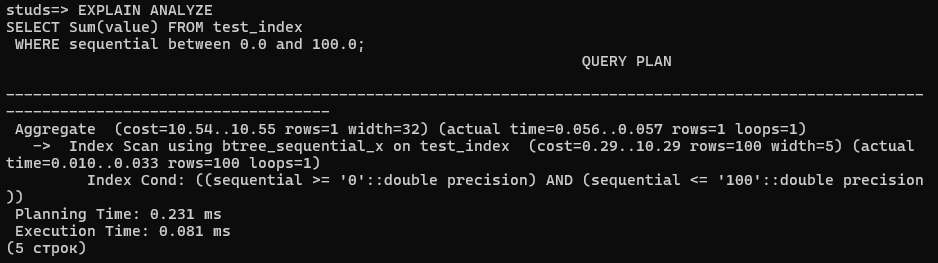 studs=> EXPLAIN ANALYZE
SELECT Sum(value) FROM test_index
 WHERE sequential between 0.0 and 100.0;
                                                                QUERY PLAN
------------------------------------------------------------------------------------------------------
------------------------------------
 Aggregate  (cost=10.54..10.55 rows=1 width=32) (actual time=0.056..0.057 rows=1 loops=1)
   ->  Index Scan using btree_sequential_x on test_index  (cost=0.29..10.29 rows=100 width=5) (actual
time=0.010..0.033 rows=100 loops=1)
         Index Cond: ((sequential >= '0'::double precision) AND (sequential <= '100'::double precision
))
 Planning Time: 0.231 ms
 Execution Time: 0.081 ms
(5 строк)